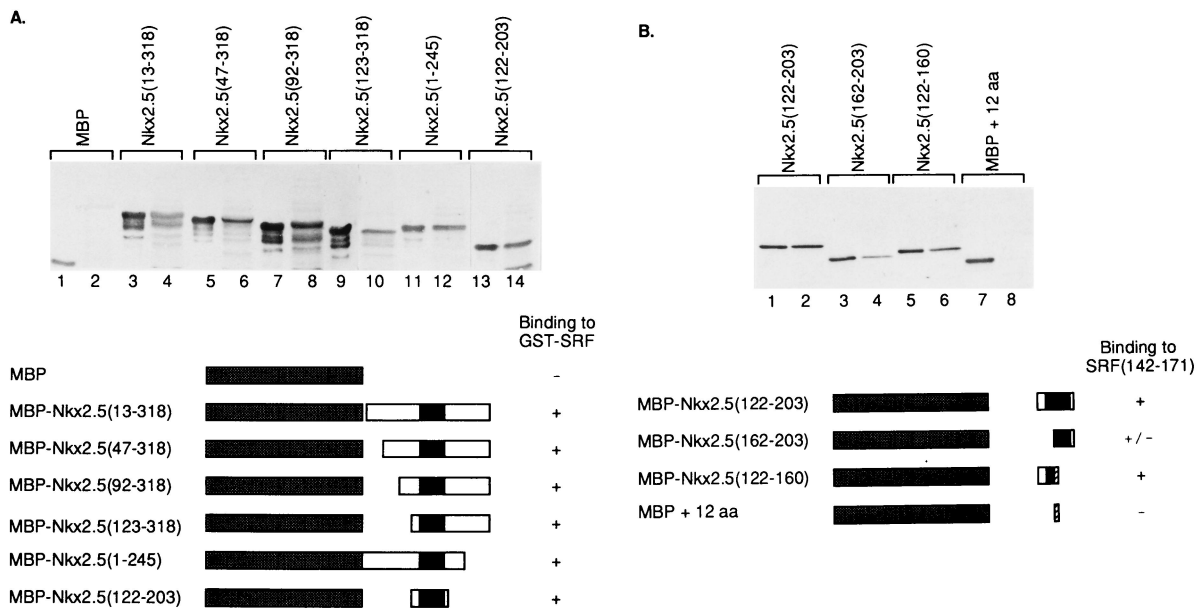 A.
MBP
Nkx2.5(13-318)
Nkx2.5(47-318)
Nkx2.5(92-318)
Nkx2.5(123-318)
Nkx2.5(1-245)
Nkx2.5(122-203)
1 2 3 4 5 6 7 8 9 10 11 12 13 14
Binding to
GST-SRF
MBP -
MBP-Nkx2.5(13-318) +
MBP-Nkx2.5(47-318) +
MBP-Nkx2.5(92-318) +
MBP-Nkx2.5(123-318) +
MBP-Nkx2.5(1-245) +
MBP-Nkx2.5(122-203) +
B.
Nkx2.5(122-203)
Nkx2.5(162-203)
Nkx2.5(122-160)
MBP + 12 aa
1 2 3 4 5 6 7 8
Binding to
SRF(142-171)
MBP-Nkx2.5(122-203) +
MBP-Nkx2.5(162-203) +/-
MBP-Nkx2.5(122-160) +
MBP + 12 aa -